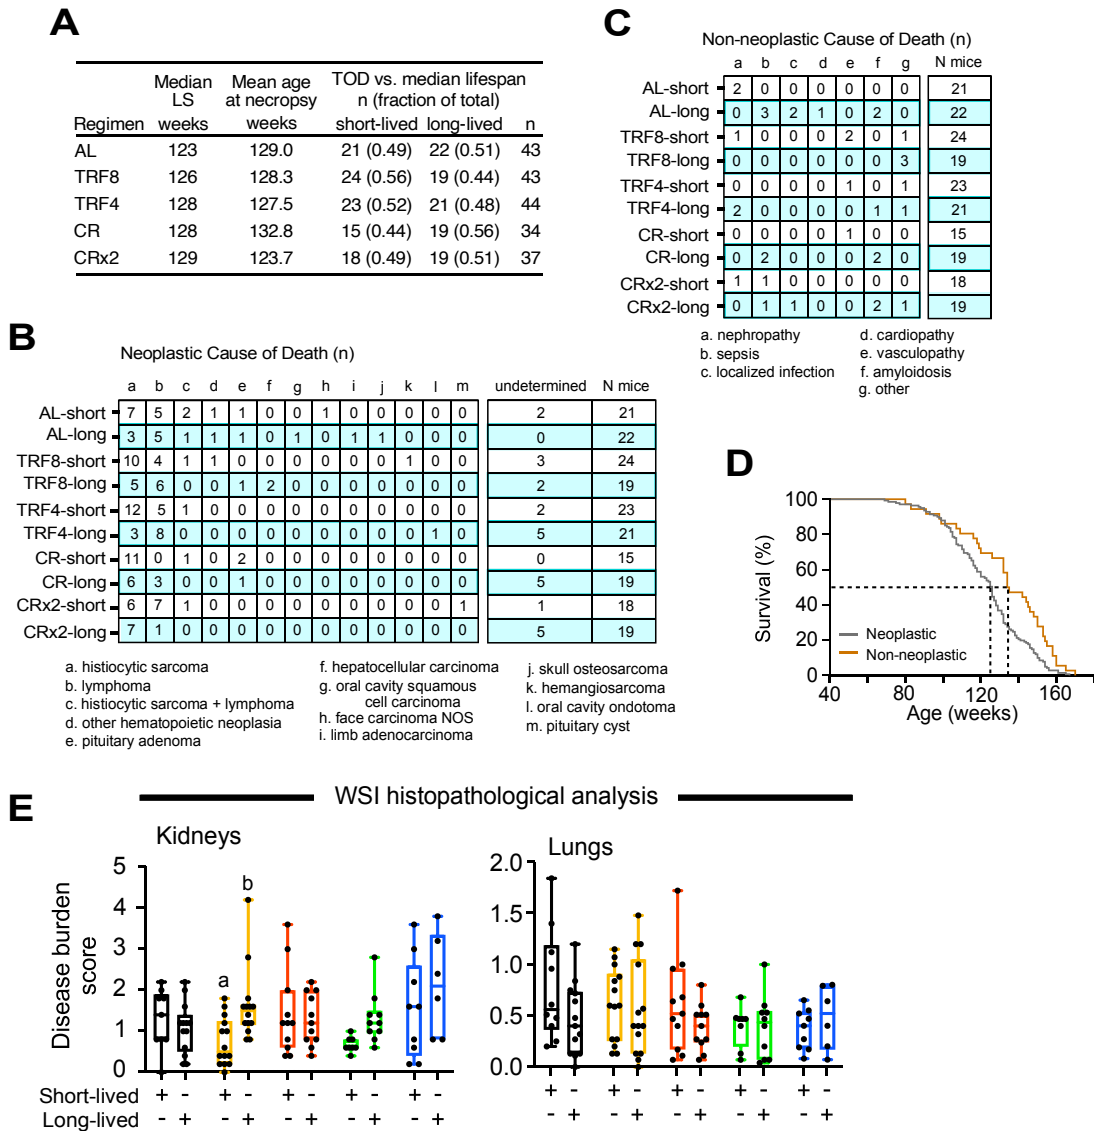 A
Median Mean age TOD vs. median lifespan
LS at necropsy n (fraction of total)
Regimen weeks weeks short-lived long-lived n
AL 123 129.0 21 (0.49) 22 (0.51) 43
TRF8 126 128.3 24 (0.56) 19 (0.44) 43
TRF4 128 127.5 23 (0.52) 21 (0.48) 44
CR 128 132.8 15 (0.44) 19 (0.56) 34
CRx2 129 123.7 18 (0.49) 19 (0.51) 37
C
Non-neoplastic Cause of Death (n)
a b c d e f g N mice
AL-short 2 0 0 0 0 0 0 21
AL-long 0 3 2 1 0 2 0 22
TRF8-short 1 0 0 0 2 0 1 24
TRF8-long 0 0 0 0 0 0 3 19
TRF4-short 0 0 0 0 1 0 1 23
TRF4-long 2 0 0 0 0 1 1 21
CR-short 0 0 0 0 1 0 0 15
CR-long 0 2 0 0 0 2 0 19
CRx2-short 1 1 0 0 0 0 0 18
CRx2-long 0 1 1 0 0 2 1 19
a. nephropathy
b. sepsis
c. localized infection
d. cardiopathy
e. vasculopathy
f. amyloidosis
g. other
B
Neoplastic Cause of Death (n)
a b c d e f g h i j k l m undetermined N mice
AL-short 7 5 2 1 1 0 0 1 0 0 0 0 0 2 21
AL-long 3 5 1 1 1 0 1 0 1 1 0 0 0 0 22
TRF8-short 10 4 1 1 0 0 0 0 0 0 1 0 0 3 24
TRF8-long 5 6 0 0 1 2 0 0 0 0 0 0 0 2 19
TRF4-short 12 5 1 0 0 0 0 0 0 0 0 0 0 2 23
TRF4-long 3 8 0 0 0 0 0 0 0 0 0 1 0 5 21
CR-short 11 0 1 0 2 0 0 0 0 0 0 0 0 0 15
CR-long 6 3 0 0 1 0 0 0 0 0 0 0 0 5 19
CRx2-short 6 7 1 0 0 0 0 0 0 0 0 0 1 1 18
CRx2-long 7 1 0 0 0 0 0 0 0 0 0 0 0 5 19
a. histiocytic sarcoma
b. lymphoma
c. histiocytic sarcoma + lymphoma
d. other hematopoietic neoplasia
e. pituitary adenoma
f. hepatocellular carcinoma
g. oral cavity squamous
cell carcinoma
h. face carcinoma NOS
i. limb adenocarcinoma
j. skull osteosarcoma
k. hemangiosarcoma
l. oral cavity ondotoma
m. pituitary cyst
D
Survival (%)
100
80
60
40
20
0
Neoplastic
Non-neoplastic
40 80 120 160
Age (weeks)
E
WSI histopathological analysis
Kidneys
Disease burden
score
5
4
3
2
1
0
a
b
Lungs
2.0
1.5
1.0
0.5
0.0
Short-lived + - + - + - + - + - + - + - + - + - + -
Long-lived - + - + - + - + - + - + - + - + - + - +